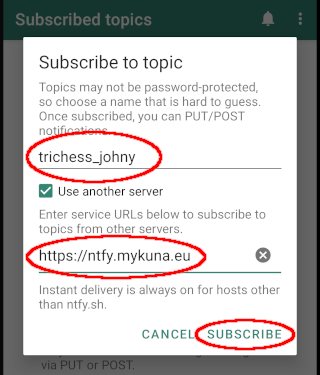 Subscribed topics
Subscribe to topic
Topics may not be password-protected,
so choose a name that is hard to guess.
Once subscribed, you can PUT/POST
notifications.
trichess_johny
Use another server
Enter service URLs below to subscribe to
topics from other servers.
https://ntfy.mykuna.eu
Instant delivery is always on for hosts other
than ntfy.sh.
CANCEL SUBSCRIBE
via PUT or POST.